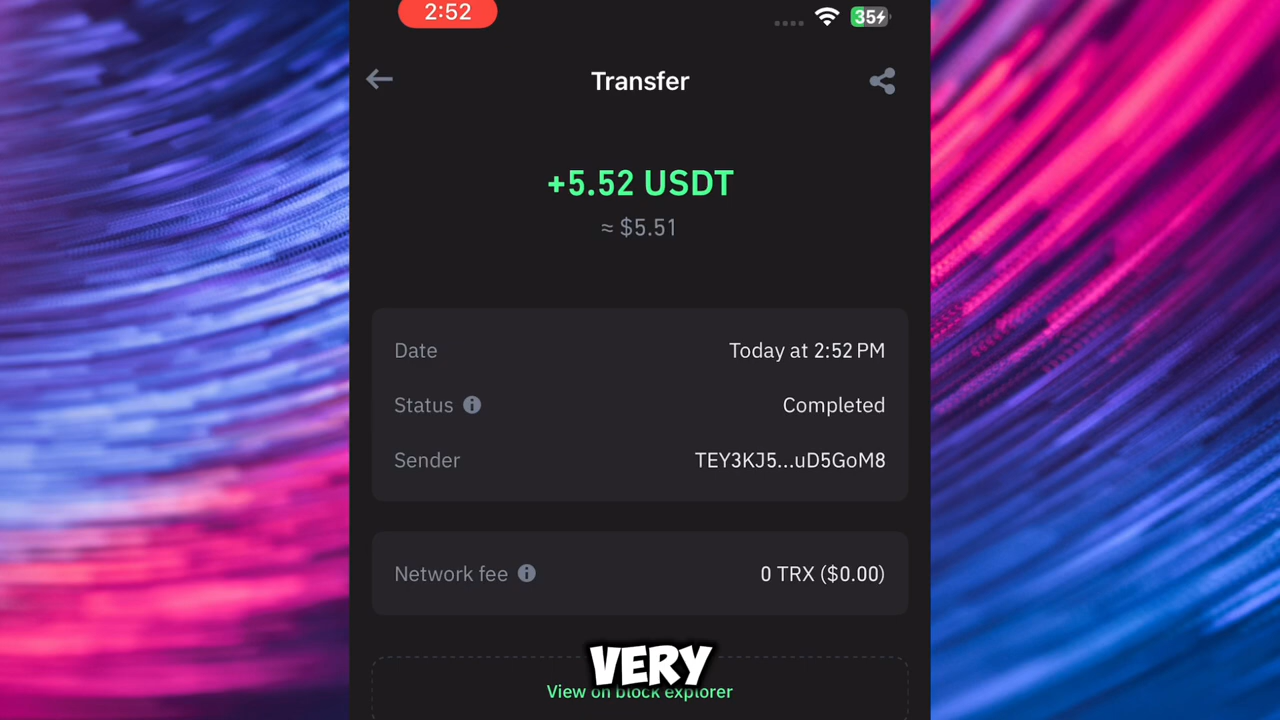 2:52
35
Transfer
+5.52 USDT
≈ $5.51
Date Today at 2:52 PM
Status Completed
Sender TEY3KJ5...uD5GoM8
Network fee 0 TRX ($0.00)
VERY
View on block explorer